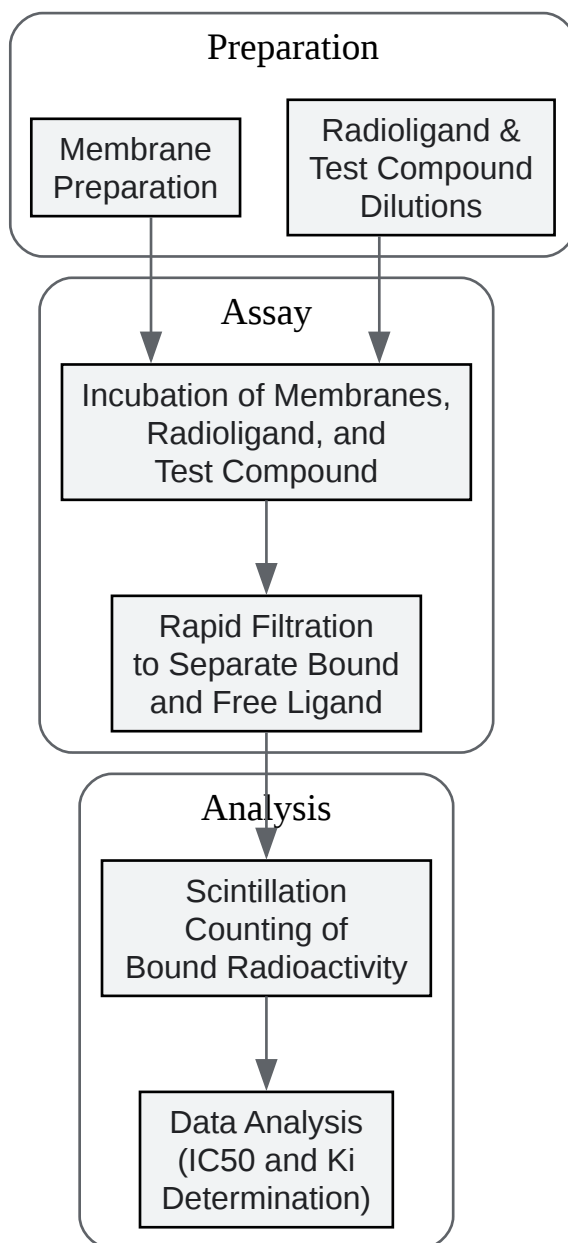 Preparation
Membrane
Preparation
Radioligand &
Test Compound
Dilutions
Assay
Incubation of Membranes,
Radioligand, and
Test Compound
Rapid Filtration
to Separate Bound
and Free Ligand
Analysis
Scintillation
Counting of
Bound Radioactivity
Data Analysis
(IC50 and Ki
Determination)